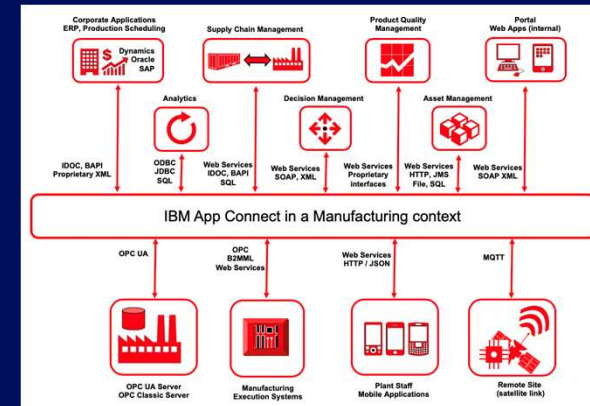 Corporate Applications
ERP, Production Scheduling
Supply Chain Management
Product Quality
Management
Portal
Web Apps (internal)
$
Dynamics
Oracle
SAP
Analytics
Decision Management
Asset Management
IDOC, BAPI
Proprietary XML
ODBC
JDBC
SQL
Web Services
IDOC, BAPI
SQL
Web Services
SOAP, XML
Web Services
Proprietary
interfaces
Web Services
HTTP, JMS
File, SQL
Web Services
SOAP XML
IBM App Connect in a Manufacturing context
OPC UA
OPC
B2MML
Web Services
Web Services
HTTP / JSON
MQTT
OPC UA Server
OPC Classic Server
Manufacturing
Execution Systems
Plant Staff
Mobile Applications
Remote Site
(satellite link)